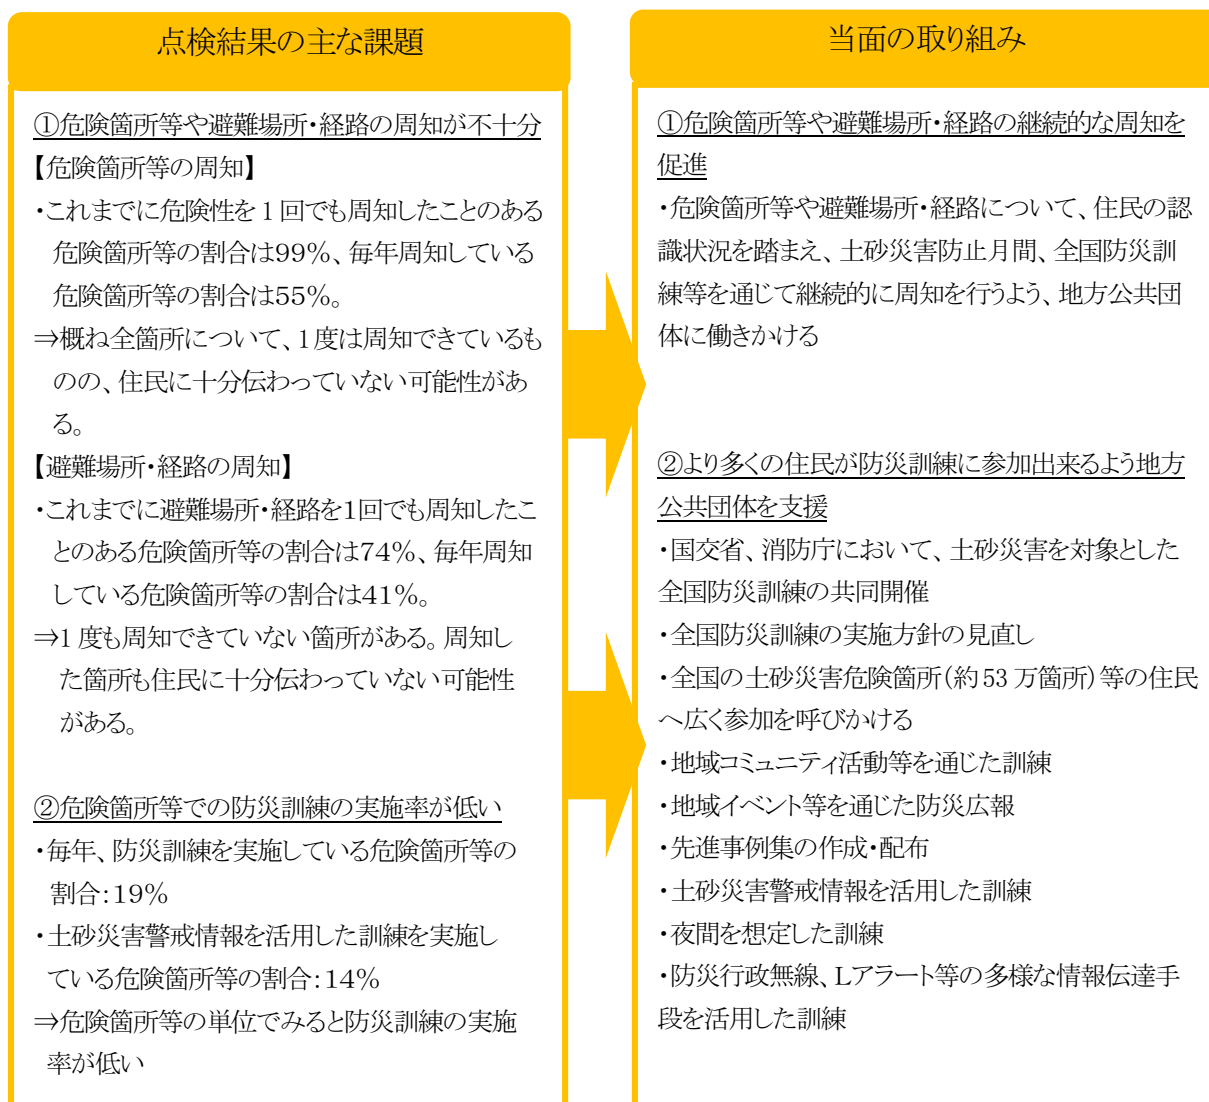 点検結果の主な課題
①危険箇所等や避難場所・経路の周知が不十分
【危険箇所等の周知】
・これまでに危険性を1回でも周知したことのある
危険箇所等の割合は99%、毎年周知している
危険箇所等の割合は55%。
⇒概ね全箇所について、1度は周知できているも
のの、住民に十分伝わっていない可能性があ
る。
【避難場所・経路の周知】
・これまでに避難場所・経路を1回でも周知したこ
とのある危険箇所等の割合は74%、毎年周知
している危険箇所等の割合は41%。
⇒1度も周知できていない箇所がある。周知し
た箇所も住民に十分伝わっていない可能性
がある。
②危険箇所等での防災訓練の実施率が低い
・毎年、防災訓練を実施している危険箇所等の
割合:19%
・土砂災害警戒情報を活用した訓練を実施し
ている危険箇所等の割合:14%
⇒危険箇所等の単位でみると防災訓練の実施
率が低い
当面の取り組み
①危険箇所等や避難場所・経路の継続的な周知を
促進
・危険箇所等や避難場所・経路について、住民の認
識状況を踏まえ、土砂災害防止月間、全国防災訓
練等を通じて継続的に周知を行うよう、地方公共団
体に働きかける
②より多くの住民が防災訓練に参加出来るよう地方
公共団体を支援
・国交省、消防庁において、土砂災害を対象とした
全国防災訓練の共同開催
・全国防災訓練の実施方針の見直し
・全国の土砂災害危険箇所(約53万箇所)等の住民
へ広く参加を呼びかける
・地域コミュニティ活動等を通じた訓練
・地域イベント等を通じた防災広報
・先進事例集の作成・配布
・土砂災害警戒情報を活用した訓練
・夜間を想定した訓練
・防災行政無線、Lアラート等の多様な情報伝達手
段を活用した訓練